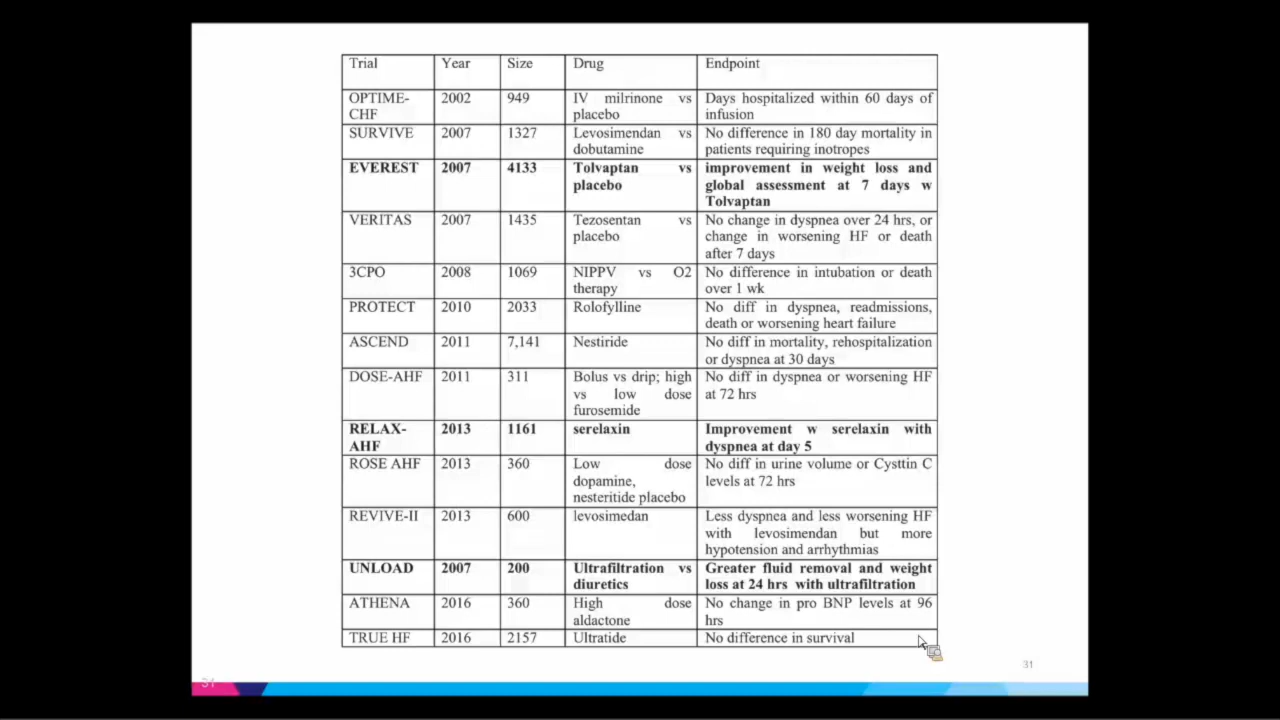 Trial Year Size Drug Endpoint
OPTIME- 2002 949 IV milrinone vs Days hospitalized within 60 days of
CHF placebo infusion
SURVIVE 2007 1327 Levosimendan vs No difference in 180 day mortality in
dobutamine patients requiring inotropes
EVEREST 2007 4133 Tolvaptan vs improvement in weight loss and
placebo global assessment at 7 days w
Tolvaptan
VERITAS 2007 1435 Tezosentan vs No change in dyspnea over 24 hrs, or
placebo change in worsening HF or death
after 7 days
3CPO 2008 1069 NIPPV vs O2 No difference in intubation or death
therapy over 1 wk
PROTECT 2010 2033 Rolofylline No diff in dyspnea, readmissions,
death or worsening heart failure
ASCEND 2011 7,141 Nestiride No diff in mortality, rehospitalization
or dyspnea at 30 days
DOSE-AHF 2011 311 Bolus vs drip; high No diff in dyspnea or worsening HF
vs low dose at 72 hrs
furosemide
RELAX- 2013 1161 serelaxin Improvement w serelaxin with
AHF dyspnea at day 5
ROSE AHF 2013 360 Low dose No diff in urine volume or Cysttin C
dopamine, levels at 72 hrs
nesteritide placebo
REVIVE-II 2013 600 levosimedan Less dyspnea and less worsening HF
with levosimendan but more
hypotension and arrhythmias
UNLOAD 2007 200 Ultrafiltration vs Greater fluid removal and weight
diuretics loss at 24 hrs with ultrafiltration
ATHENA 2016 360 High dose No change in pro BNP levels at 96
aldactone hrs
TRUE HF 2016 2157 Ultratide No difference in survival
31
31